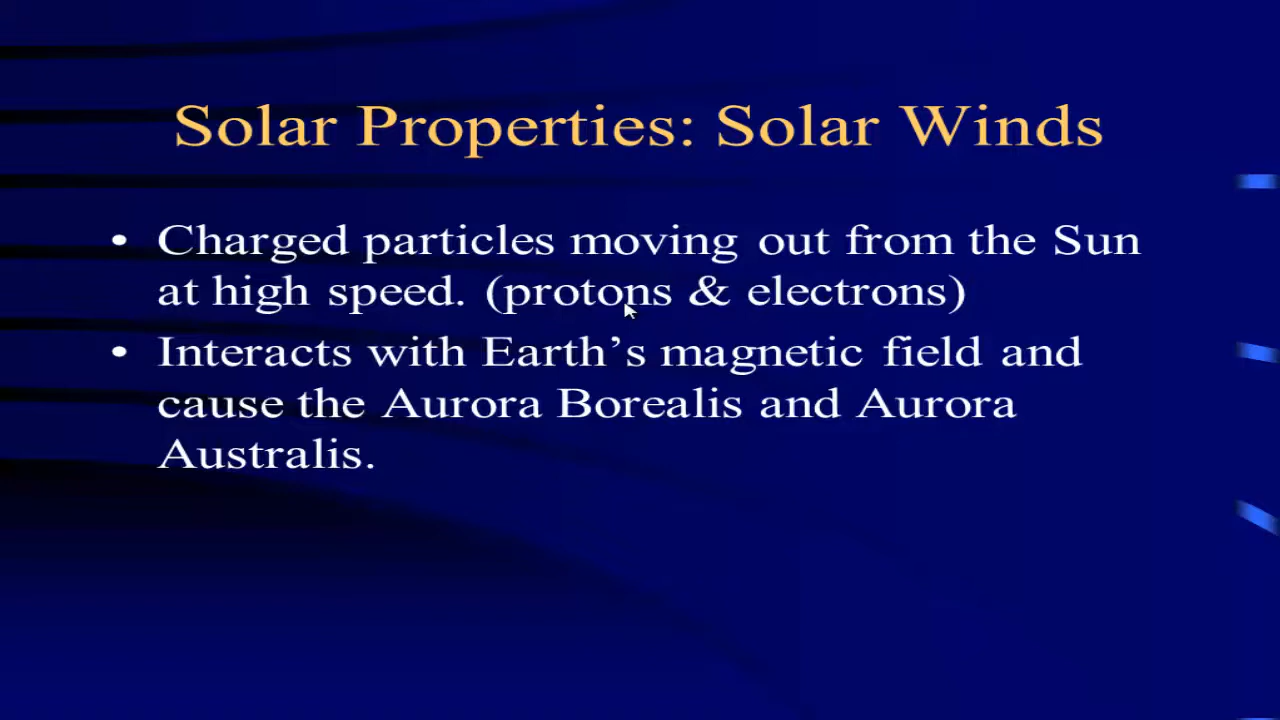 Solar Properties: Solar Winds
• Charged particles moving out from the Sun
at high speed. (protons & electrons)
• Interacts with Earth’s magnetic field and
cause the Aurora Borealis and Aurora
Australis.